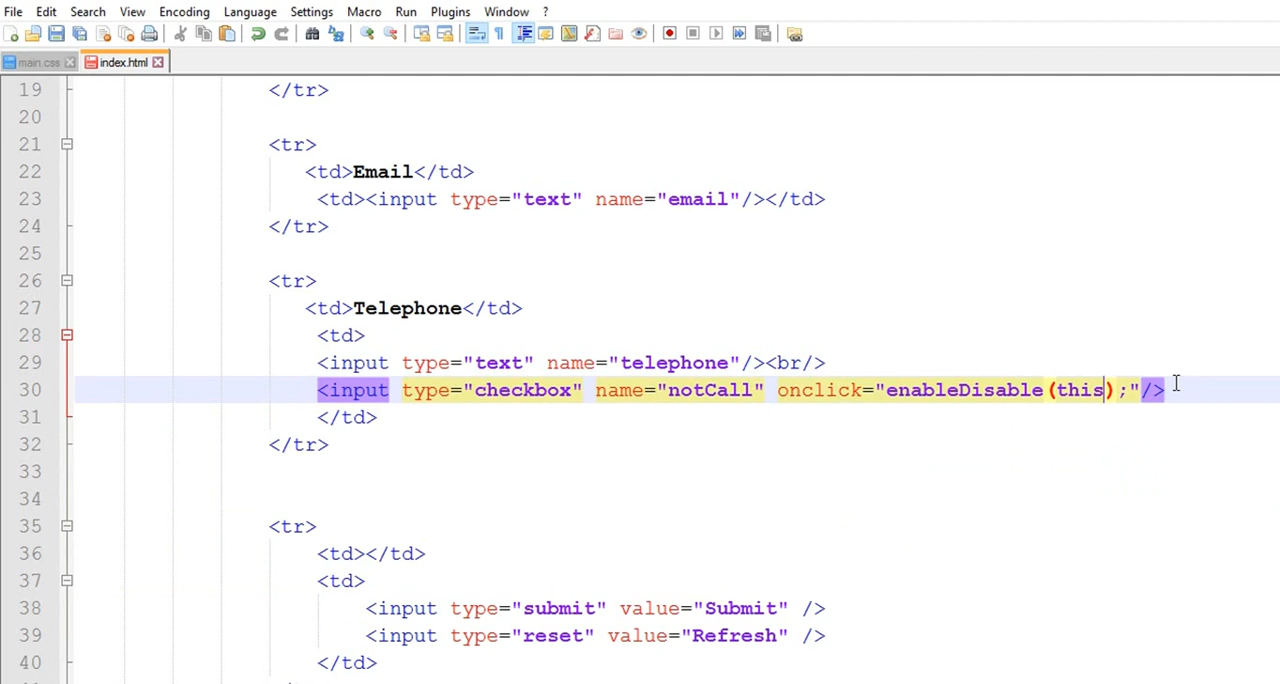 File Edit Search View Encoding Language Settings Macro Run Plugins Window ?
main.css index.html
19 </tr>
20
21 <tr>
22 <td>Email</td>
23 <td><input type="text" name="email"/></td>
24 </tr>
25
26 <tr>
27 <td>Telephone</td>
28 <td>
29 <input type="text" name="telephone"/><br/>
30 <input type="checkbox" name="notCall" onclick="enableDisable(this);"/>
31 </td>
32 </tr>
33
34
35 <tr>
36 <td></td>
37 <td>
38 <input type="submit" value="Submit" />
39 <input type="reset" value="Refresh" />
40 </td>